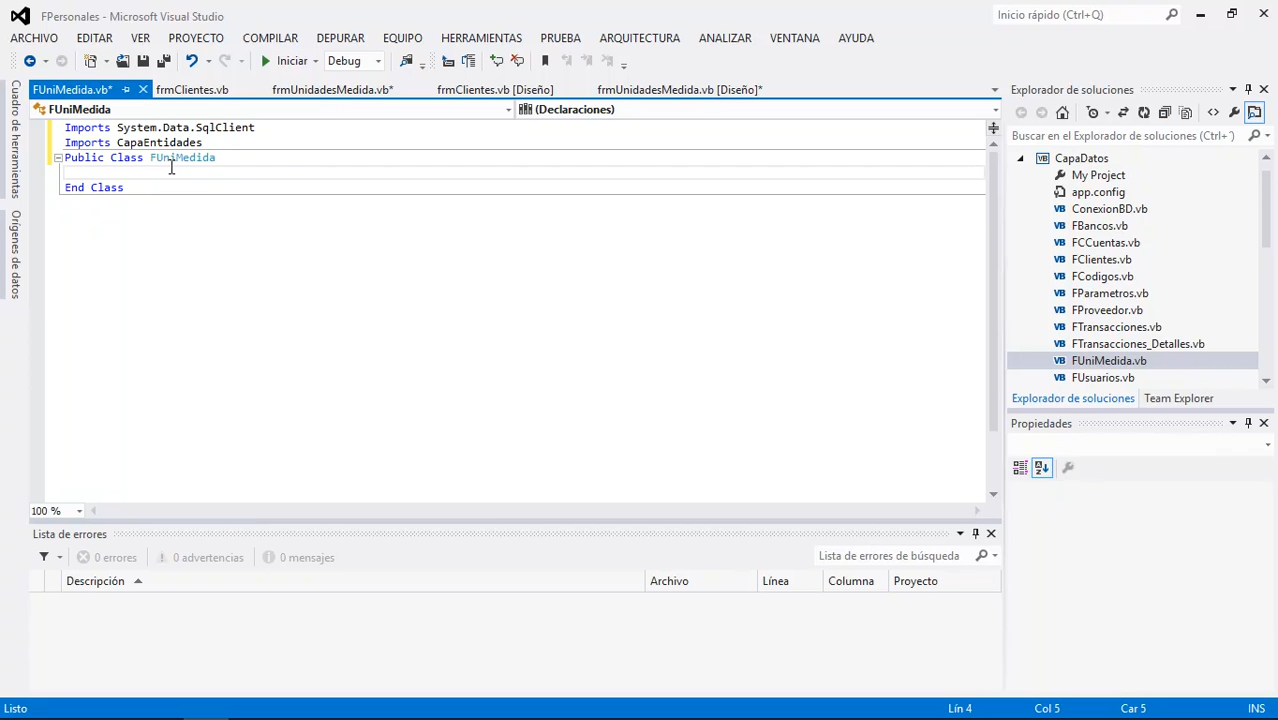 FPersonales - Microsoft Visual Studio
Inicio rápido (Ctrl+Q)
ARCHIVO EDITAR VER PROYECTO COMPILAR DEPURAR EQUIPO HERRAMIENTAS PRUEBA ARQUITECTURA ANALIZAR VENTANA AYUDA
Iniciar Debug
Cuadro de herramientas
Orígenes de datos
FUniMedida.vb* frmClientes.vb frmUnidadesMedida.vb* frmClientes.vb [Diseño] frmUnidadesMedida.vb [Diseño]*
FUniMedida (Declaraciones)
Imports System.Data.SqlClient
Imports CapaEntidades
Public Class FUniMedida
End Class
100 %
Explorador de soluciones
Buscar en el Explorador de soluciones (Ctrl+')
CapaDatos
My Project
app.config
ConexionBD.vb
FBancos.vb
FCCuentas.vb
FClientes.vb
FCodigos.vb
FParametros.vb
FProveedor.vb
FTransacciones.vb
FTransacciones_Detalles.vb
FUniMedida.vb
FUsuarios.vb
Explorador de soluciones Team Explorer
Propiedades
Lista de errores
0 errores 0 advertencias 0 mensajes
Lista de errores de búsqueda
Descripción Archivo Línea Columna Proyecto
Listo Lín 4 Col 5 Car 5 INS